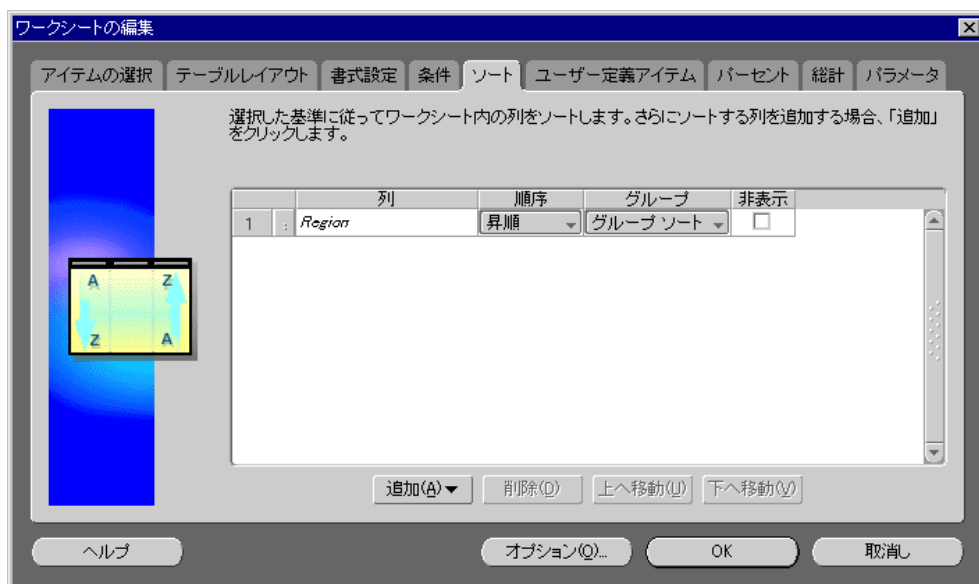 ワークシートの編集
アイテムの選択 テーブルレイアウト 書式設定 条件 ソート ユーザー定義アイテム パーセント 総計 パラメータ
選択した基準に従ってワークシート内の列をソートします。さらにソートする列を追加する場合、「追加」
をクリックします。
列 順序 グループ 非表示
1 : Region 昇順 グループ ソート
A Z
Z A
追加(A) 削除(D) 上へ移動(U) 下へ移動(V)
ヘルプ オプション(O)... OK 取消し